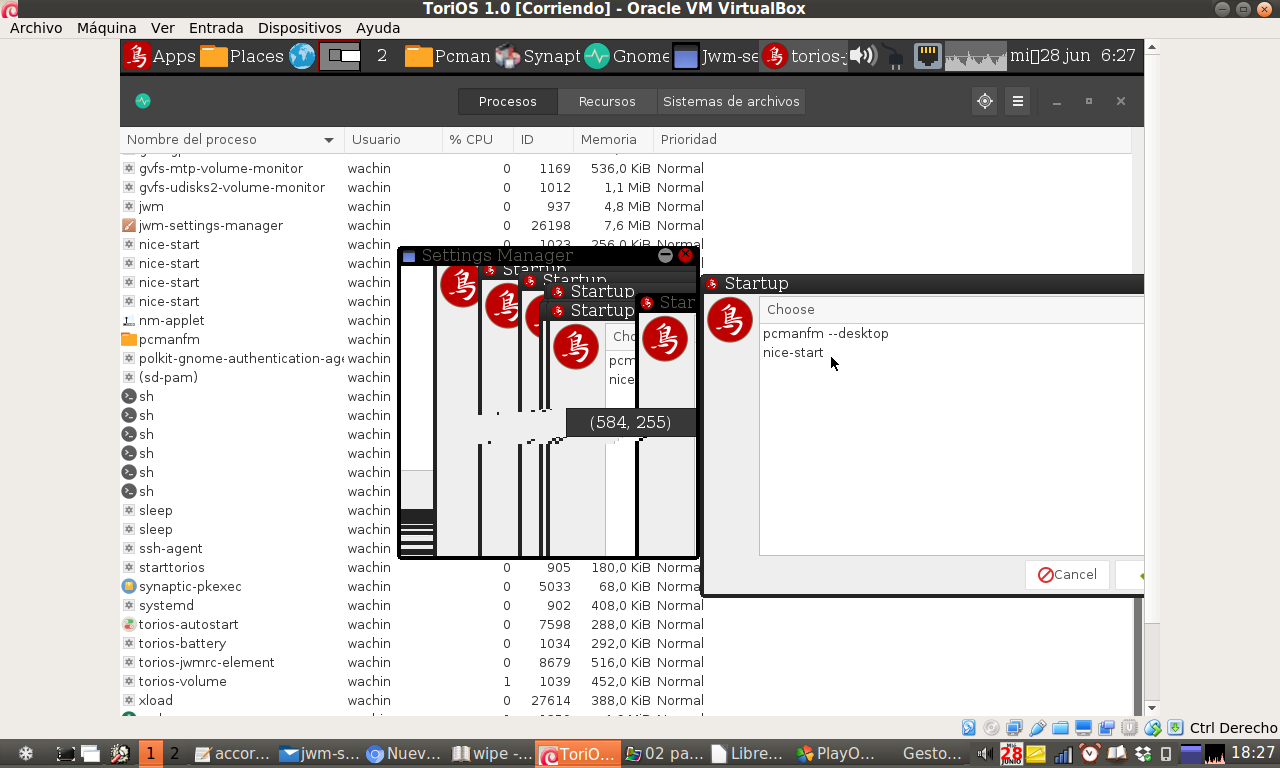 ToriOS 1.0 [Corriendo] - Oracle VM VirtualBox
Archivo Máquina Ver Entrada Dispositivos Ayuda
鳥 Apps Places 2 Pcman Synapt Gnome Jwm-se torios- mi 28 jun 6:27
Procesos Recursos Sistemas de archivos
Nombre del proceso Usuario % CPU ID Memoria Prioridad
gvfs-mtp-volume-monitor wachin 0 1169 536,0 KiB Normal
gvfs-udisks2-volume-monitor wachin 0 1012 1,1 MiB Normal
jwm wachin 0 937 4,8 MiB Normal
jwm-settings-manager wachin 0 26198 7,6 MiB Normal
nice-start wachin 0 1023 256,0 KiB Normal
nice-start wachin
nice-start wachin
nice-start wachin
nm-applet wachin
pcmanfm wachin
polkit-gnome-authentication-age wachin
(sd-pam) wachin
sh wachin
sh wachin
sh wachin
sh wachin
sh wachin
sh wachin
sleep wachin
sleep wachin
ssh-agent wachin
starttorios wachin 0 905 180,0 KiB Normal
synaptic-pkexec wachin 0 5033 68,0 KiB Normal
systemd wachin 0 902 408,0 KiB Normal
torios-autostart wachin 0 7598 288,0 KiB Normal
torios-battery wachin 0 1034 292,0 KiB Normal
torios-jwmrc-element wachin 0 8679 516,0 KiB Normal
torios-volume wachin 1 1039 452,0 KiB Normal
xload wachin 0 27614 388,0 KiB Normal
Settings Manager
Startup
Startup
Startup
Startup
Star
鳥
Cho
pcm
nice
(584, 255)
Startup
鳥
Choose
pcmanfm --desktop
nice-start
Cancel
Ctrl Derecho
1 2 accor... jwm-s... Nuev... wipe -... ToriO... 02 pa... Libre... PlayO... Gesto... 28 JUNIO 18:27